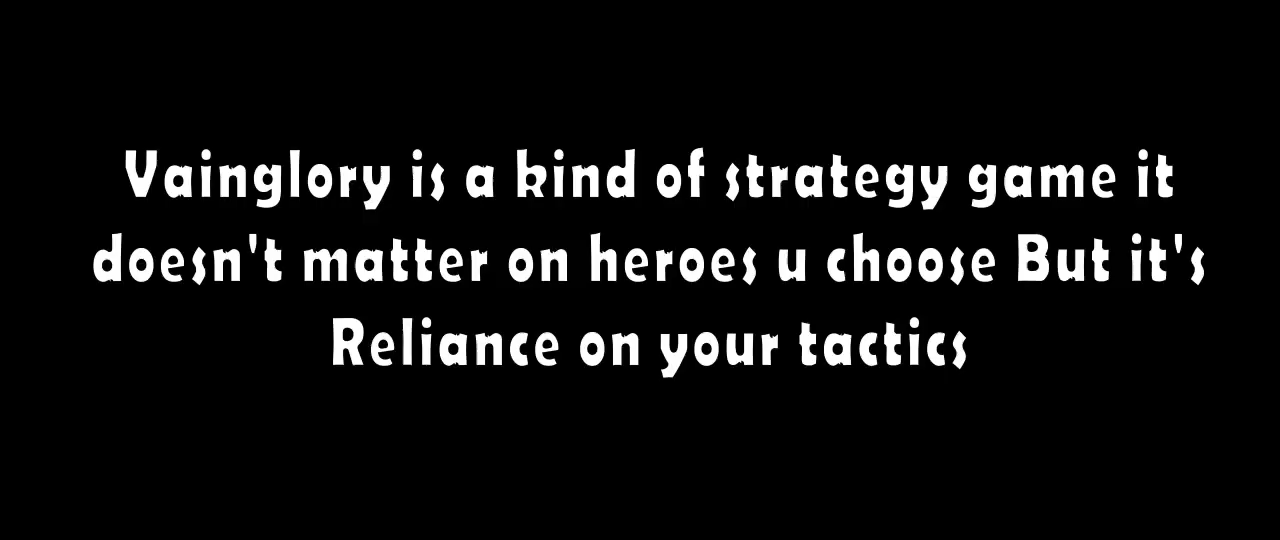 Vainglory is a kind of strategy game it
doesn't matter on heroes u choose But it's
Reliance on your tactics